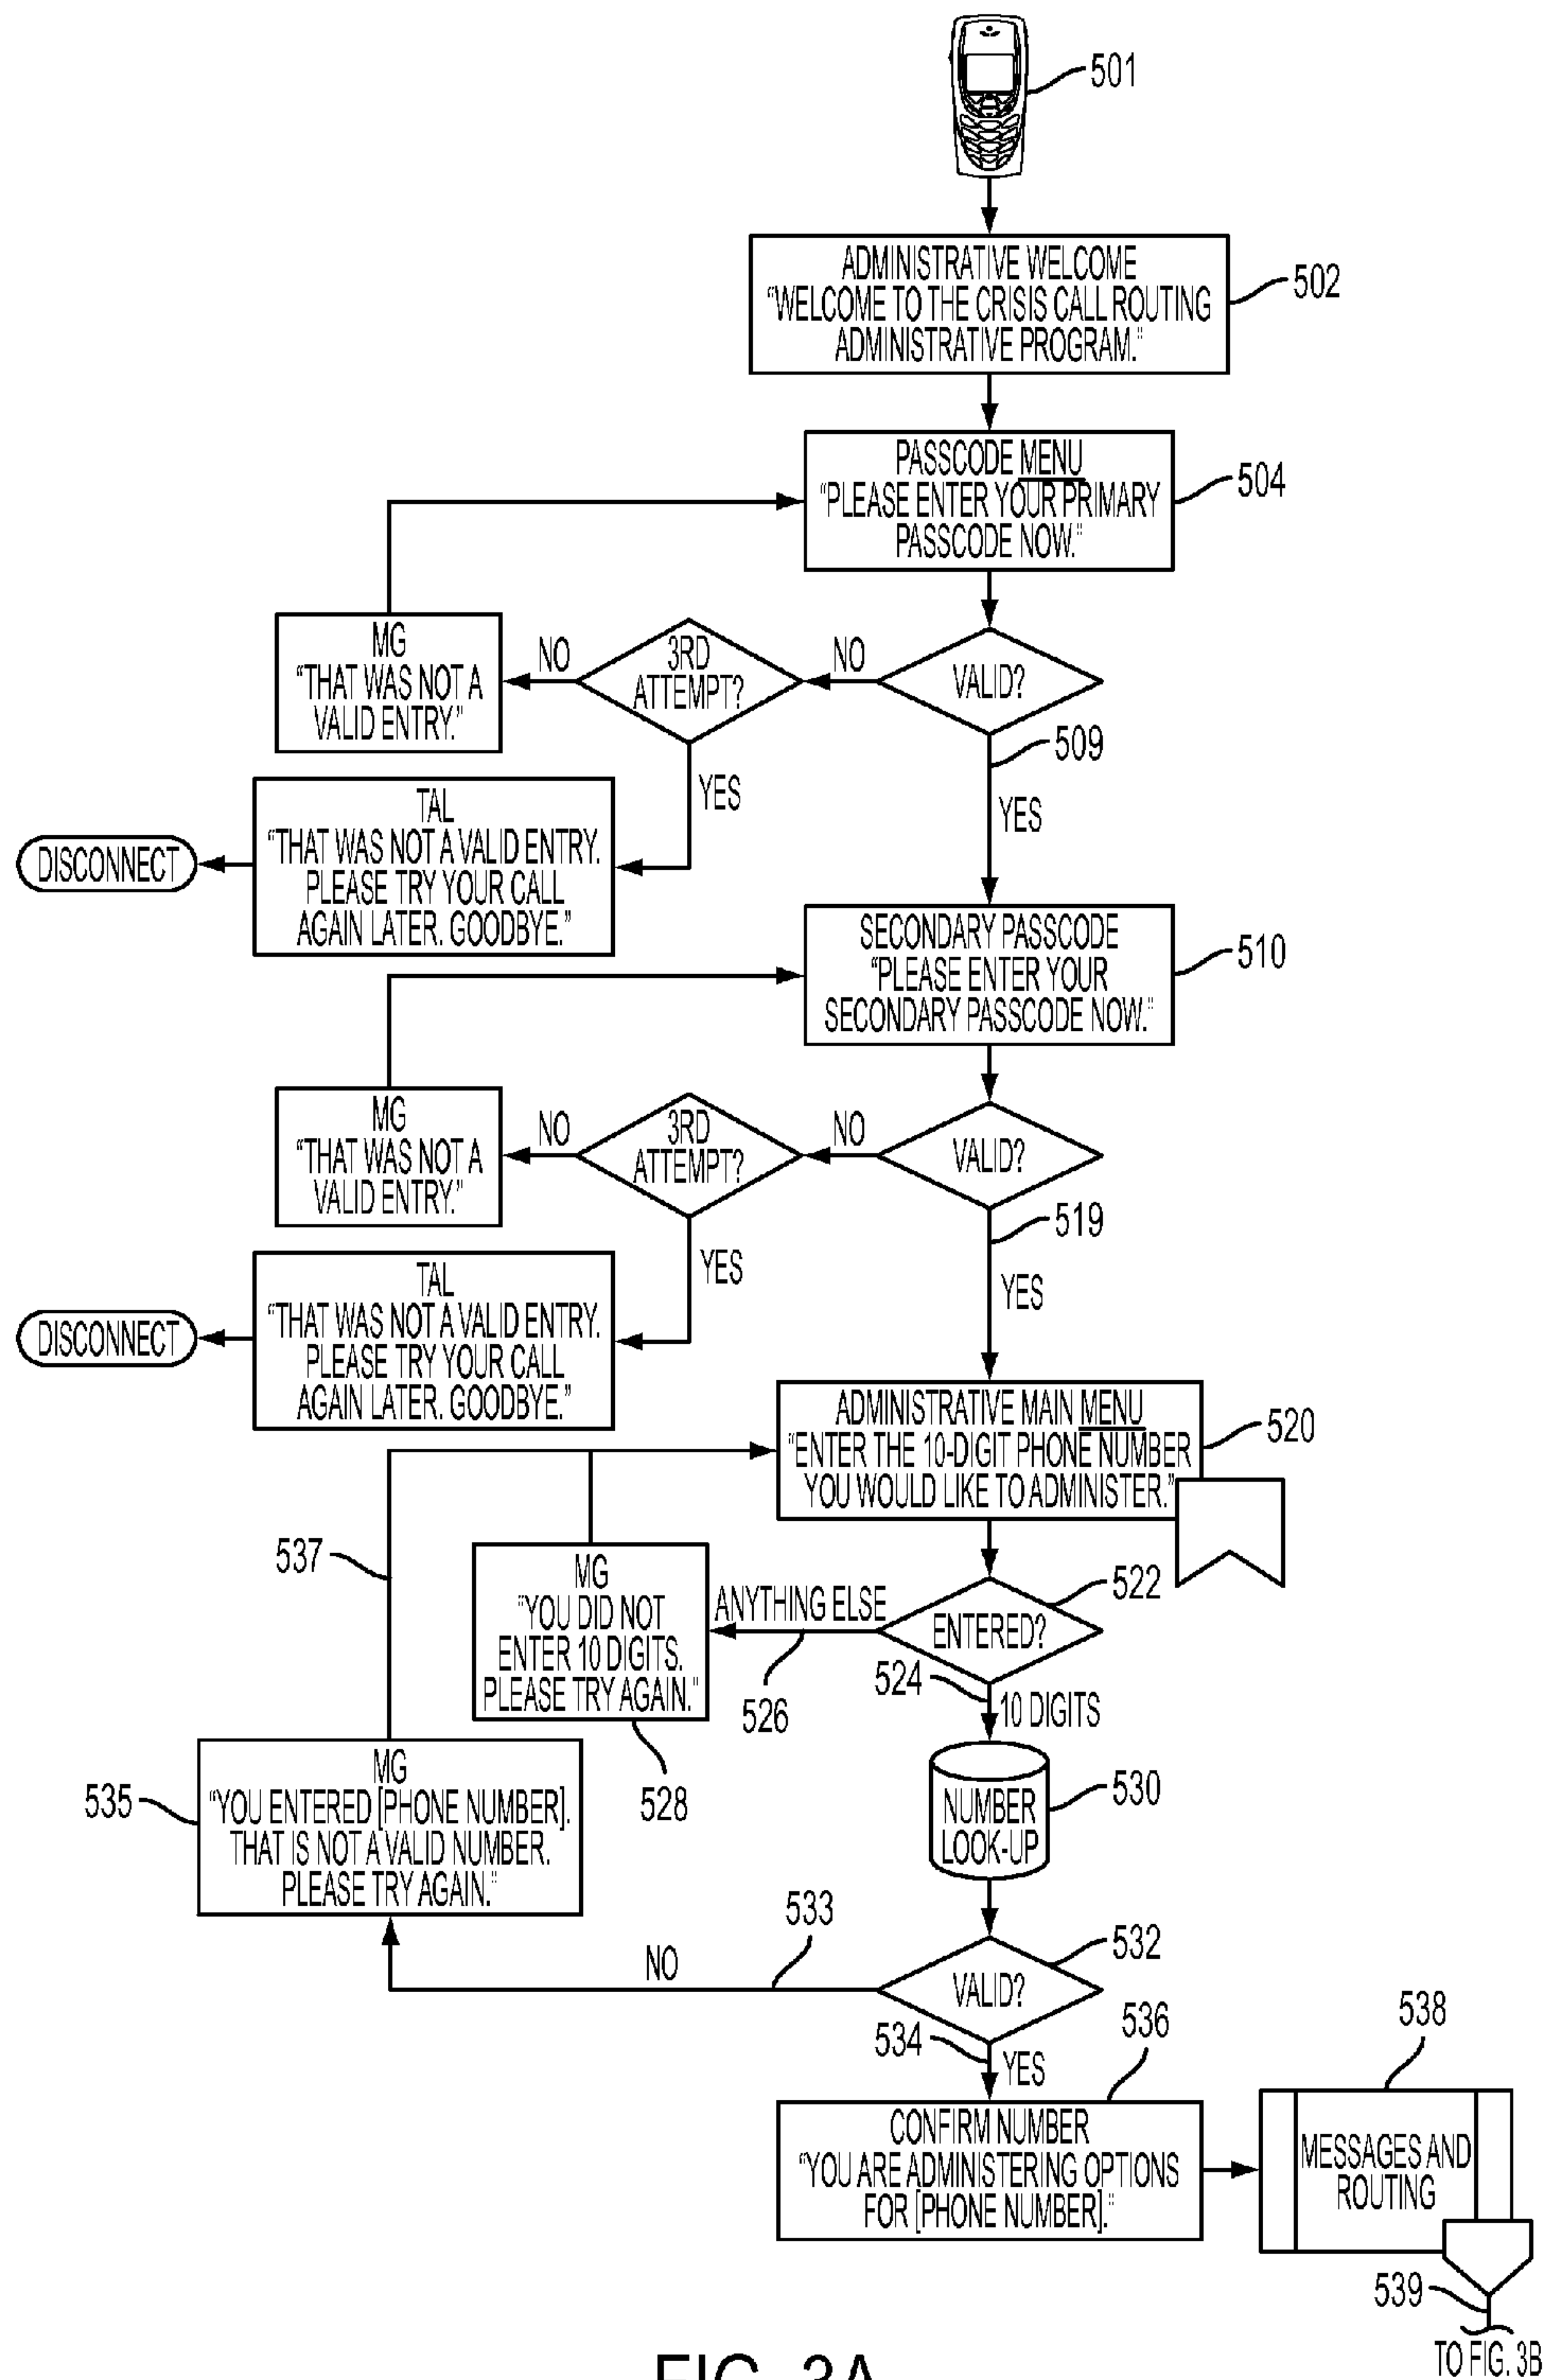 501
ADMINISTRATIVE WELCOME
"WELCOME TO THE CRISIS CALL ROUTING
ADMINISTRATIVE PROGRAM."
502
PASSCODE MENU
"PLEASE ENTER YOUR PRIMARY
PASSCODE NOW."
504
MG
"THAT WAS NOT A
VALID ENTRY."
NO
3RD
ATTEMPT?
NO
VALID?
509
YES
YES
TAL
"THAT WAS NOT A VALID ENTRY.
PLEASE TRY YOUR CALL
AGAIN LATER. GOODBYE."
DISCONNECT
SECONDARY PASSCODE
"PLEASE ENTER YOUR
SECONDARY PASSCODE NOW."
510
MG
"THAT WAS NOT A
VALID ENTRY."
NO
3RD
ATTEMPT?
NO
VALID?
519
YES
YES
TAL
"THAT WAS NOT A VALID ENTRY.
PLEASE TRY YOUR CALL
AGAIN LATER. GOODBYE."
DISCONNECT
ADMINISTRATIVE MAIN MENU
"ENTER THE 10-DIGIT PHONE NUMBER
YOU WOULD LIKE TO ADMINISTER."
520
537
MG
"YOU DID NOT
ENTER 10 DIGITS.
PLEASE TRY AGAIN."
ANYTHING ELSE
ENTERED?
522
524
526
10 DIGITS
528
MG
"YOU ENTERED [PHONE NUMBER].
THAT IS NOT A VALID NUMBER.
PLEASE TRY AGAIN."
535
NUMBER
LOOK-UP
530
533
NO
VALID?
532
534
YES
536
CONFIRM NUMBER
"YOU ARE ADMINISTERING OPTIONS
FOR [PHONE NUMBER]."
538
MESSAGES AND
ROUTING
539
TO FIG. 3B
FIG. 3A